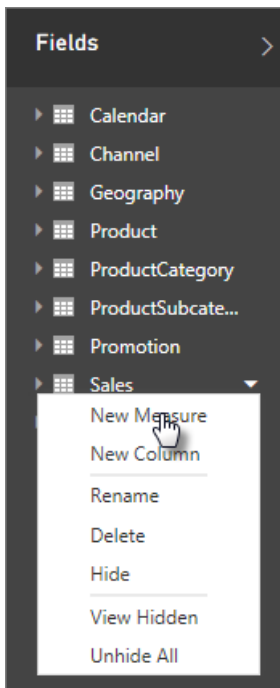 Fields
Calendar
Channel
Geography
Product
ProductCategory
ProductSubcate...
Promotion
Sales
New Measure
New Column
Rename
Delete
Hide
View Hidden
Unhide All